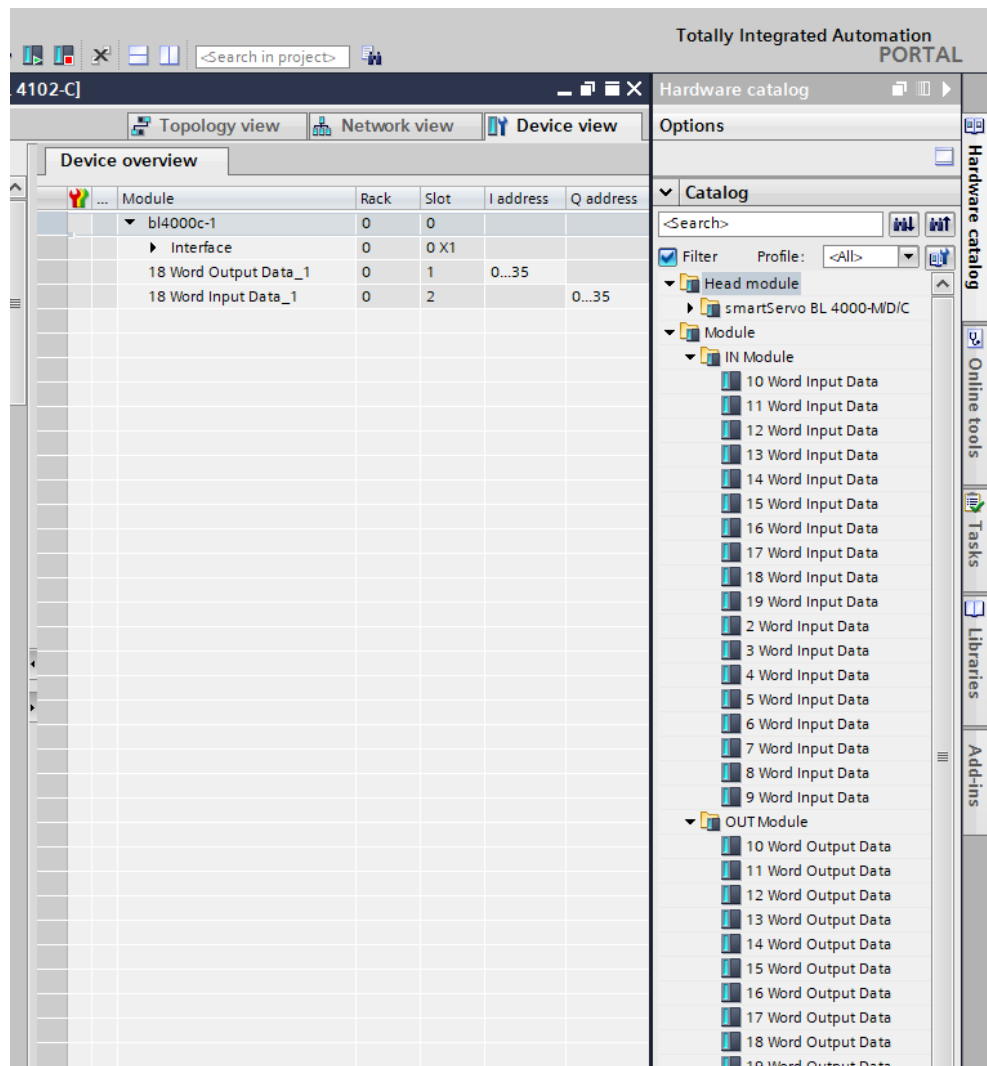 Totally Integrated Automation
PORTAL
<Search in project>
4102-C]
Hardware catalog
Topology view
Network view
Device view
Options
Device overview
... Module Rack Slot I address Q address
bl4000c-1 0 0
Interface 0 0 X1
18 Word Output Data_1 0 1 0...35
18 Word Input Data_1 0 2 0...35
Catalog
<Search>
Filter Profile: <All>
Head module
smartServo BL 4000-M/D/C
Module
IN Module
10 Word Input Data
11 Word Input Data
12 Word Input Data
13 Word Input Data
14 Word Input Data
15 Word Input Data
16 Word Input Data
17 Word Input Data
18 Word Input Data
19 Word Input Data
2 Word Input Data
3 Word Input Data
4 Word Input Data
5 Word Input Data
6 Word Input Data
7 Word Input Data
8 Word Input Data
9 Word Input Data
OUT Module
10 Word Output Data
11 Word Output Data
12 Word Output Data
13 Word Output Data
14 Word Output Data
15 Word Output Data
16 Word Output Data
17 Word Output Data
18 Word Output Data
19 Word Output Data
Hardware catalog
Online tools
Tasks
Libraries
Add-ins